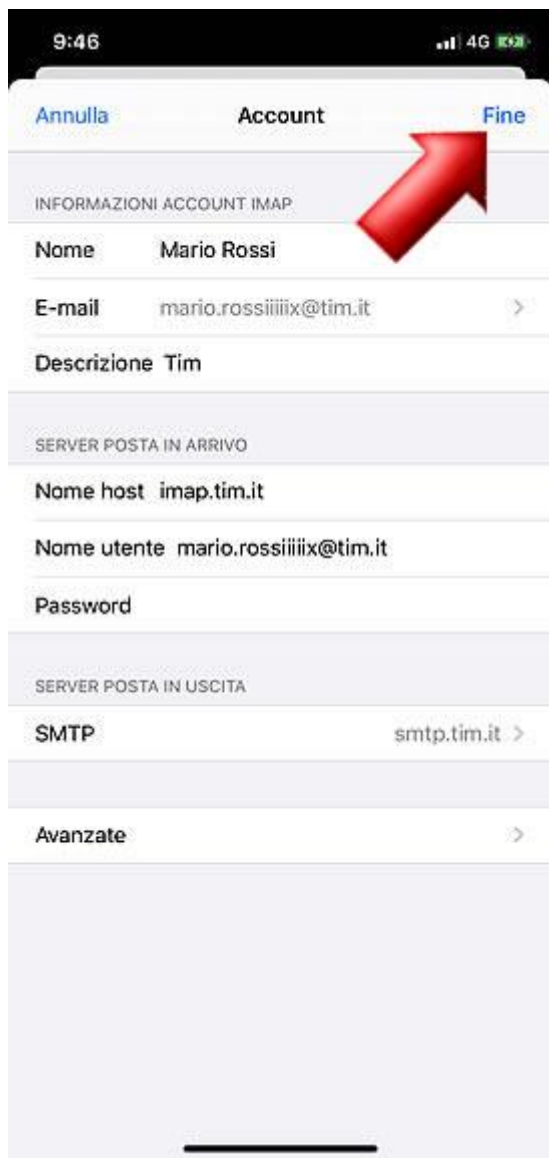 9:46 4G
Annulla Account Fine
INFORMAZIONI ACCOUNT IMAP
Nome Mario Rossi
E-mail mario.rossiiiiix@tim.it
Descrizione Tim
SERVER POSTA IN ARRIVO
Nome host imap.tim.it
Nome utente mario.rossiiiiix@tim.it
Password
SERVER POSTA IN USCITA
SMTP smtp.tim.it
Avanzate